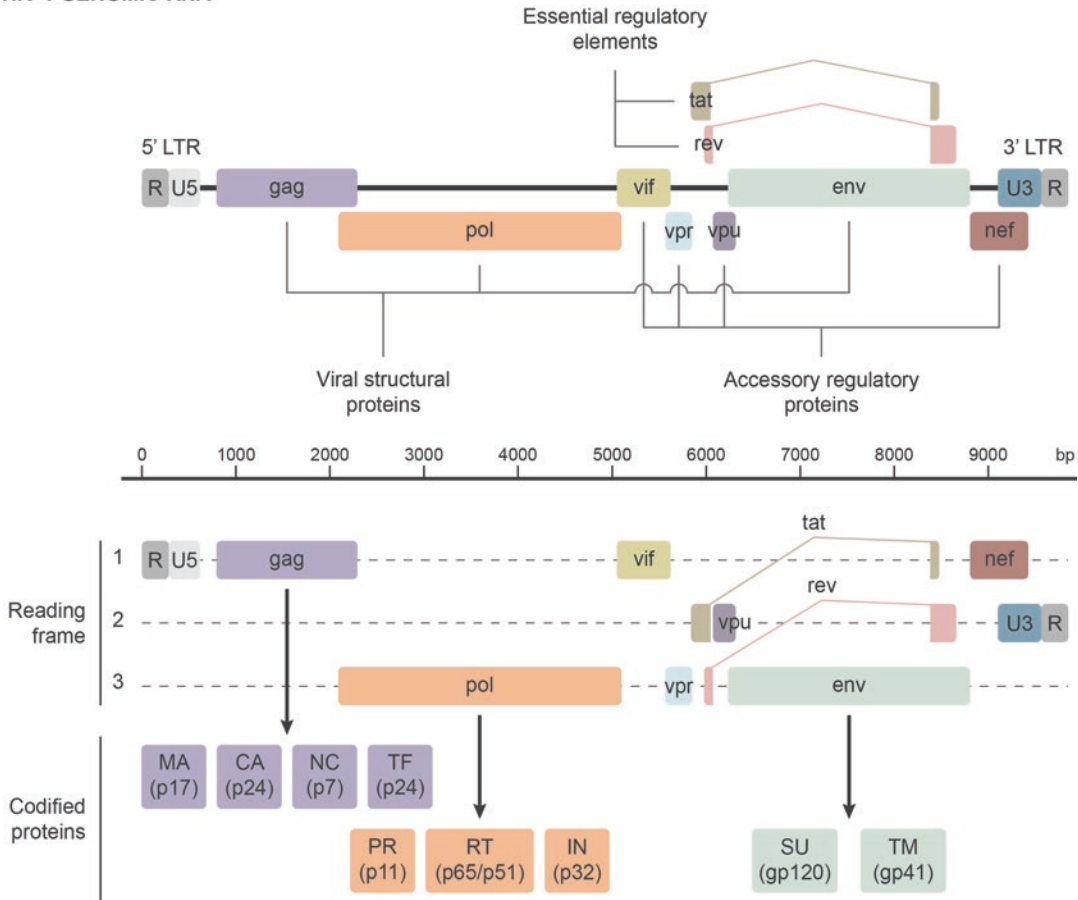 Essential regulatory
elements
tat
rev
5' LTR
3' LTR
R U5 gag vif env U3 R
pol vpr vpu nef
Viral structural
proteins
Accessory regulatory
proteins
0 1000 2000 3000 4000 5000 6000 7000 8000 9000 bp
tat
1 R U5 gag vif nef
rev
Reading
frame
2 vpu U3 R
3 pol vpr env
MA
(p17)
CA
(p24)
NC
(p7)
TF
(p24)
Codified
proteins
PR
(p11)
RT
(p65/p51)
IN
(p32)
SU
(gp120)
TM
(gp41)